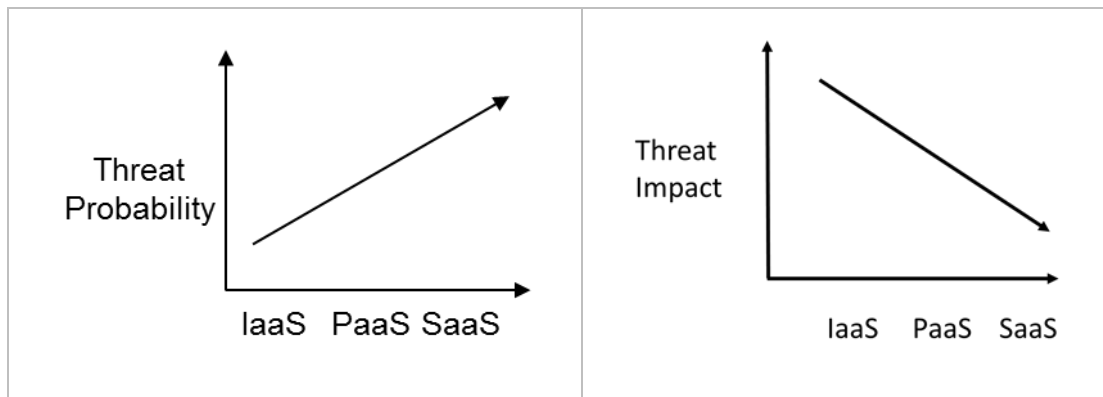 Threat
Probability
IaaS PaaS SaaS
Threat
Impact
IaaS PaaS SaaS